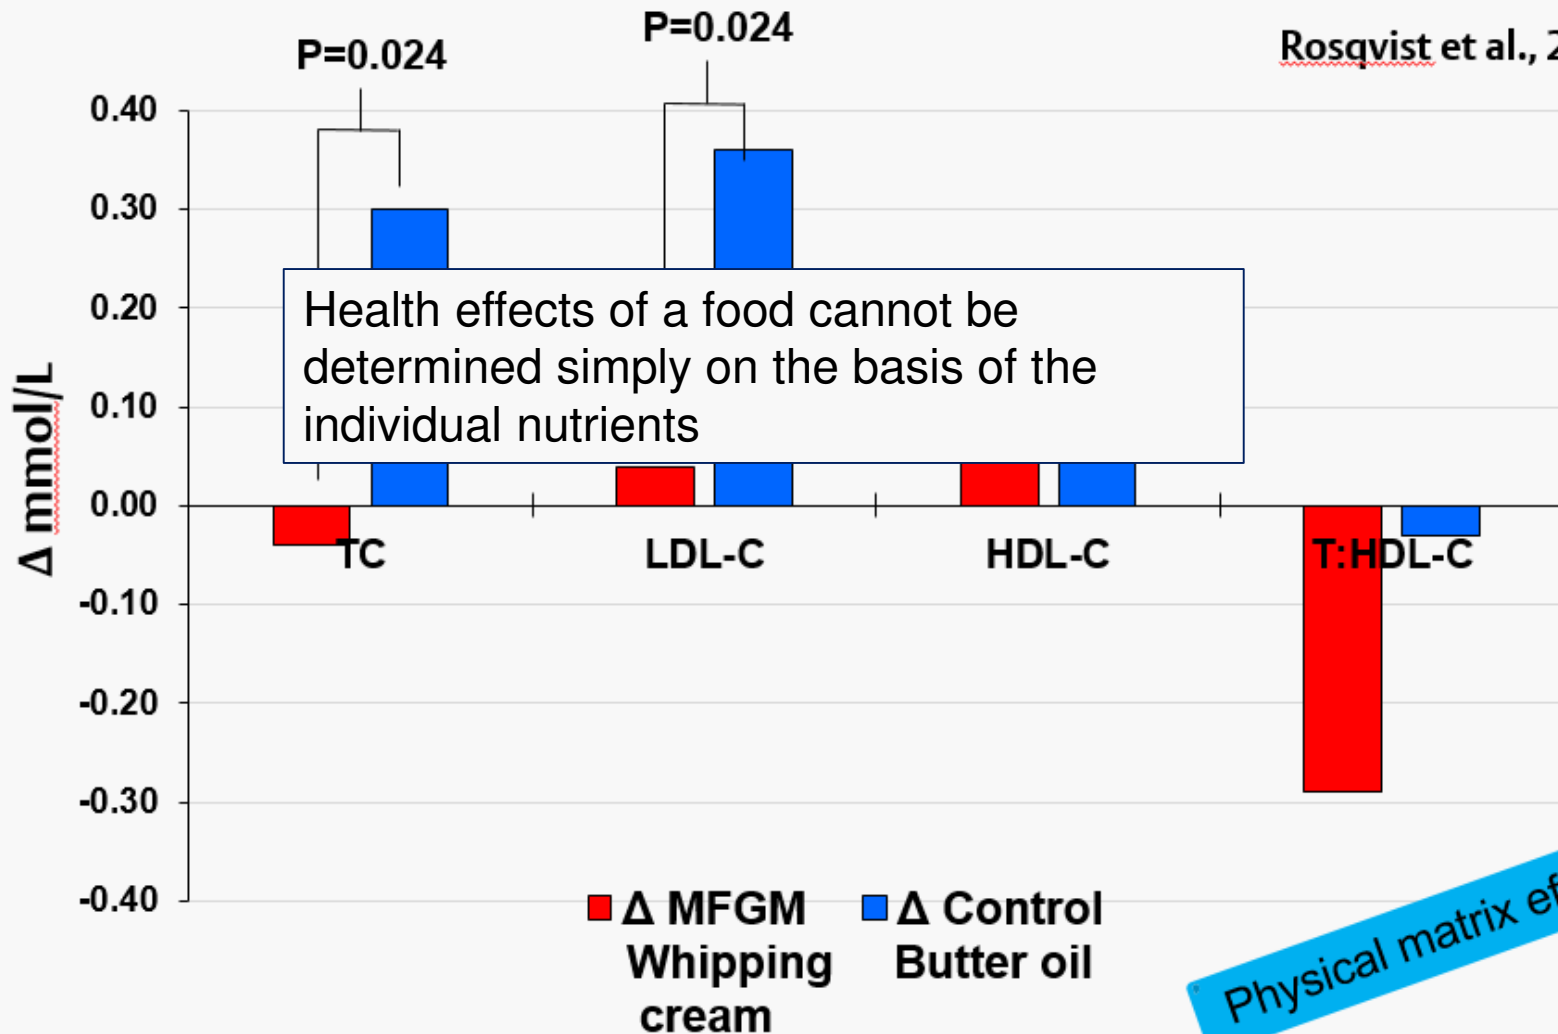 P=0.024
P=0.024
Rosqvist et al.,
0.40
0.30
0.20
0.10
0.00
-0.10
-0.20
-0.30
-0.40
Δ mmol/L
Health effects of a food cannot be
determined simply on the basis of the
individual nutrients
TC
LDL-C
HDL-C
T:HDL-C
Δ MFGM
Whipping
cream
Δ Control
Butter oil
Physical matrix